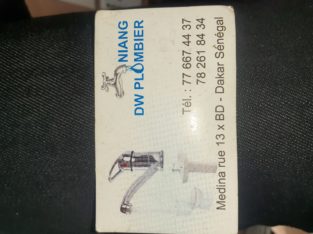 NIANG
DW PLOMBIER
Tél. : 77 667 44 37
78 261 84 34
Medina rue 13 x BD - Dakar Sénégal